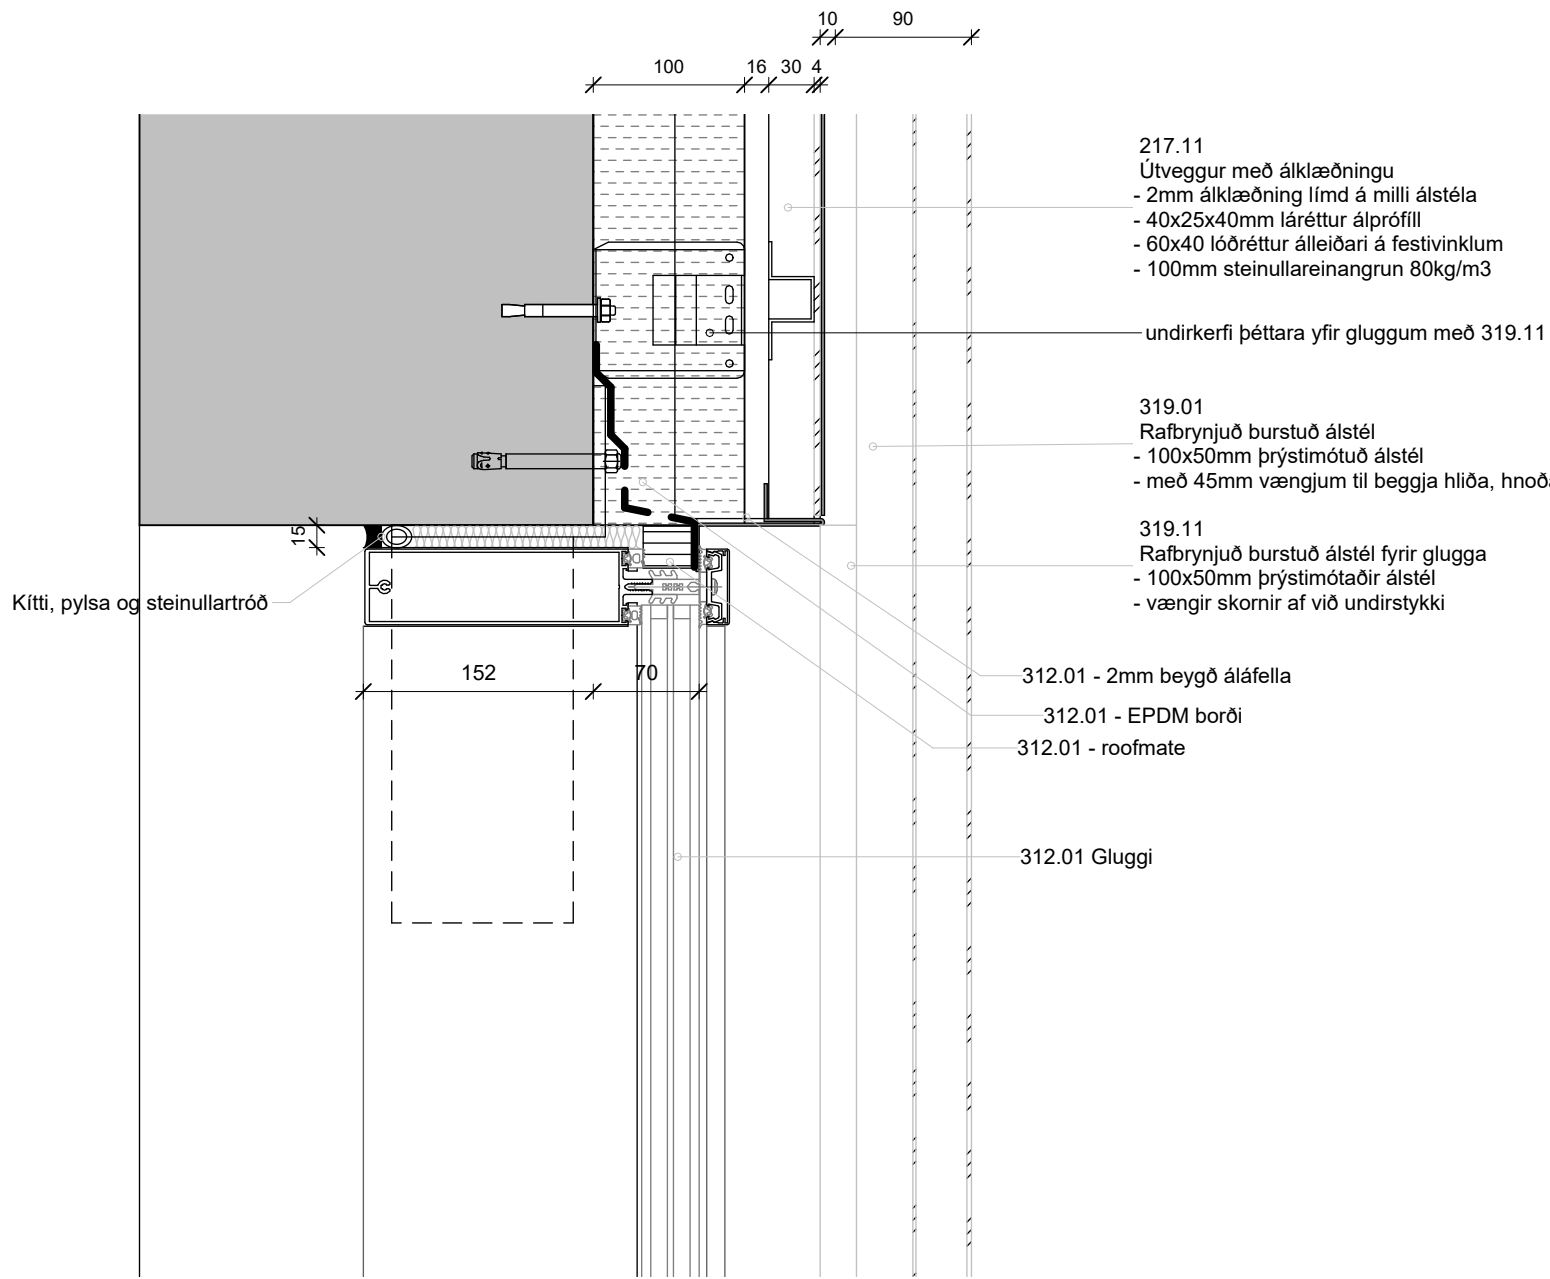 10 90
100 16 30 4
217.11
Útveggur með álklæðningu
- 2mm álklæðning límd á milli álstéla
- 40x25x40mm láréttur álprófíll
- 60x40 lóðréttur álleiðari á festivinklum
- 100mm steinullareinangrun 80kg/m3
undirkerfi þéttara yfir gluggum með 319.11
319.01
Rafbrynjuð burstuð álstél
- 100x50mm þrýstimótuð álstél
- með 45mm vængjum til beggja hliða,
319.11
Rafbrynjuð burstuð álstél fyrir glugga
- 100x50mm þrýstimótaðir álstél
- vængir skornir af við undirstykki
15
Kítti, pylsa og steinullartróð
152 70
312.01 - 2mm beygð áláfella
312.01 - EPDM borði
312.01 - roofmate
312.01 Gluggi